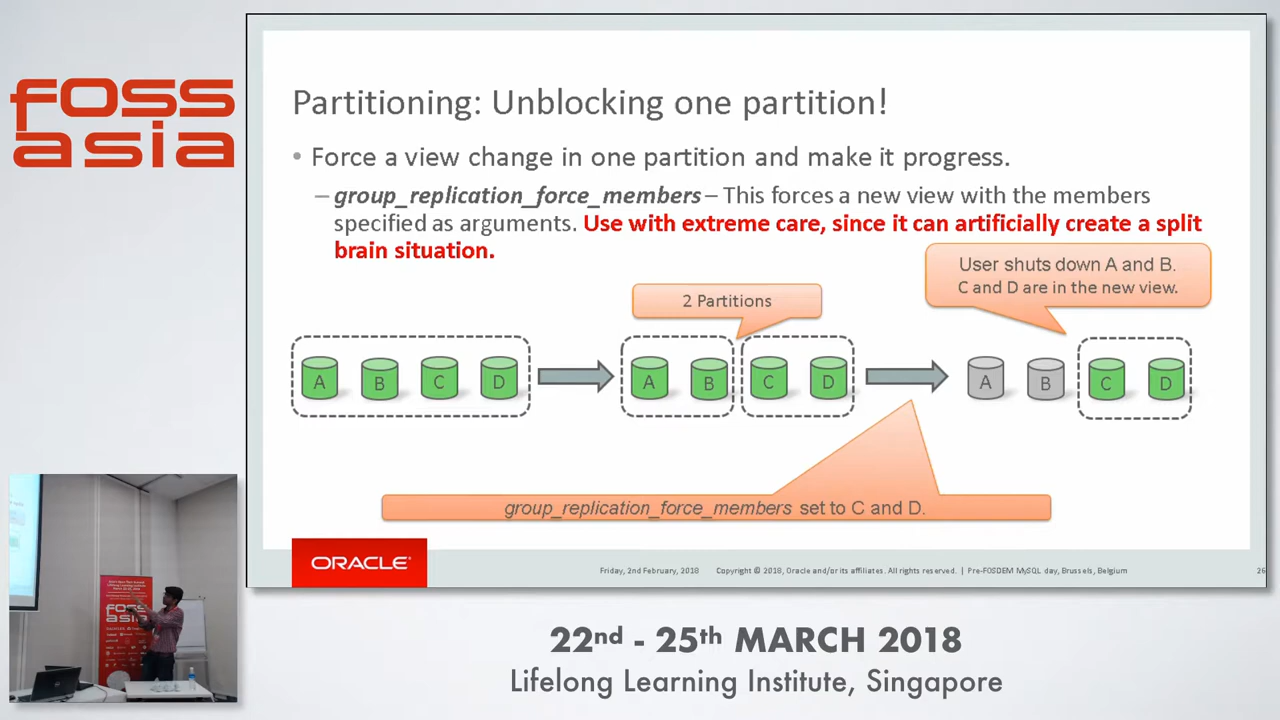 FOSS
asia
Partitioning: Unblocking one partition!
• Force a view change in one partition and make it progress.
– group_replication_force_members – This forces a new view with the members
specified as arguments. Use with extreme care, since it can artificially create a split
brain situation.
User shuts down A and B.
C and D are in the new view.
2 Partitions
A B C D
A B C D
A B C D
group_replication_force_members set to C and D.
ORACLE®
Friday, 2nd February, 2018 Copyright © 2018, Oracle and/or its affiliates. All rights reserved. | Pre-FOSDEM MySQL day, Brussels, Belgium
26
FOSS
asia
22nd - 25th MARCH 2018
Lifelong Learning Institute, Singapore